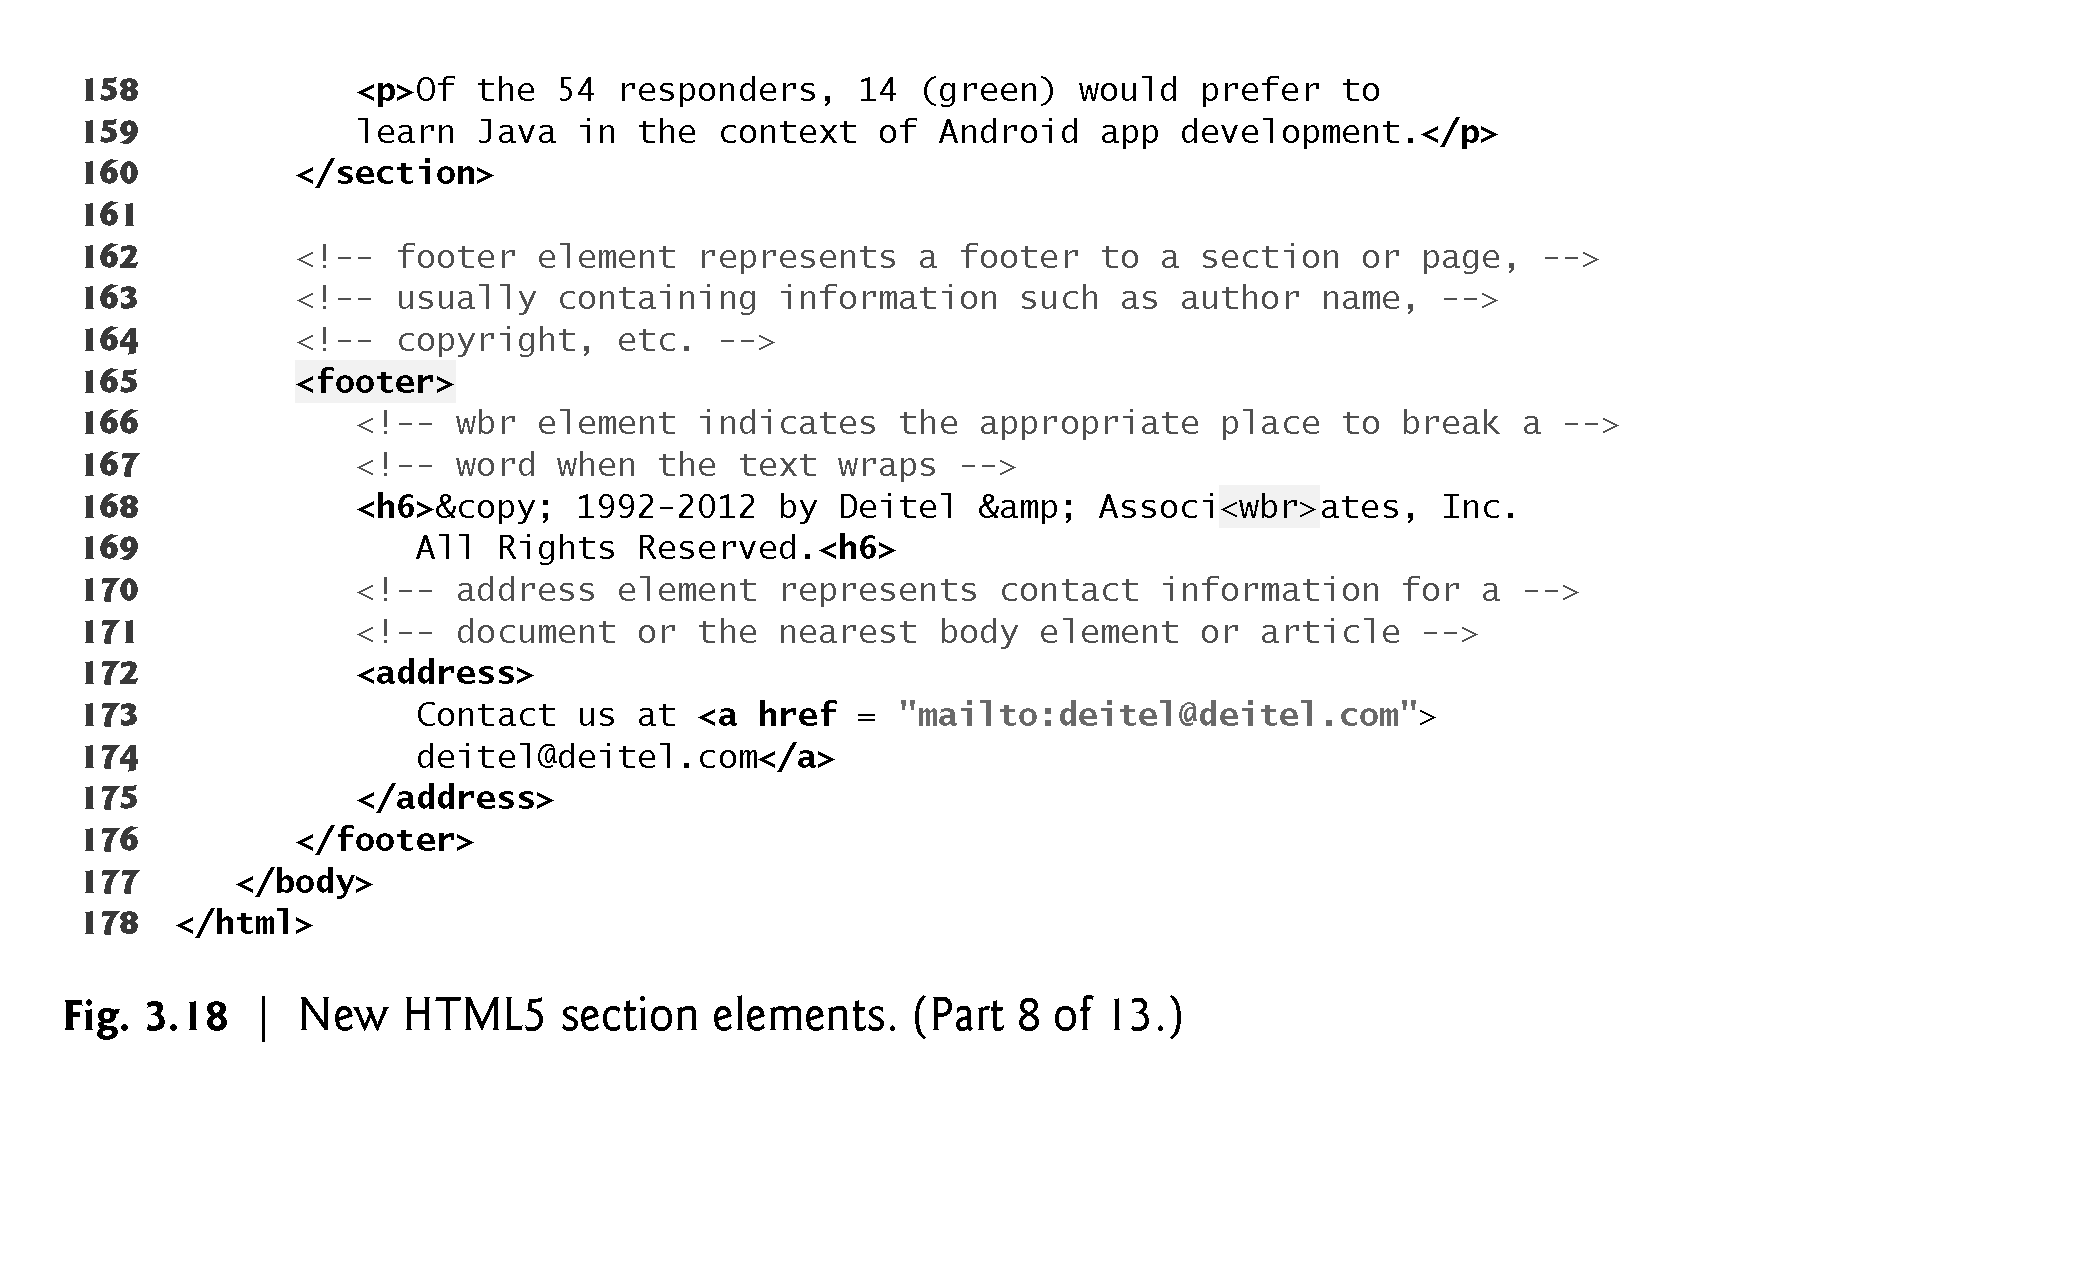 158 <p>Of the 54 responders, 14 (green) would prefer to
159 learn Java in the context of Android app development.</p>
160 </section>
161
162 <!-- footer element represents a footer to a section or page, -->
163 <!-- usually containing information such as author name, -->
164 <!-- copyright, etc. -->
165 <footer>
166 <!-- wbr element indicates the appropriate place to break a -->
167 <!-- word when the text wraps -->
168 <h6>&copy; 1992-2012 by Deitel &amp; Associ<wbr>ates, Inc.
169 All Rights Reserved.<h6>
170 <!-- address element represents contact information for a -->
171 <!-- document or the nearest body element or article -->
172 <address>
173 Contact us at <a href = "mailto:deitel@deitel.com">
174 deitel@deitel.com</a>
175 </address>
176 </footer>
177 </body>
178 </html>
Fig. 3.18 | New HTML5 section elements. (Part 8 of 13.)